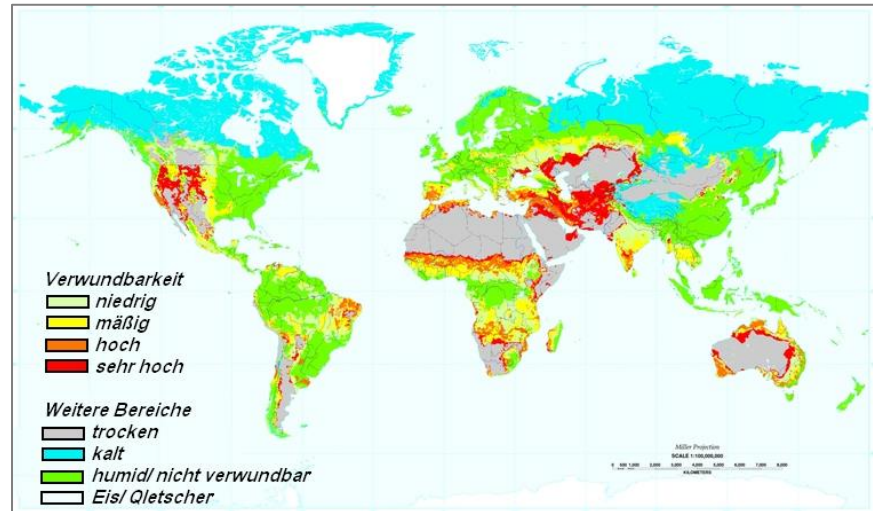 Verwundbarkeit
niedrig
mäßig
hoch
sehr hoch
Weitere Bereiche
trocken
kalt
humid/ nicht verwundbar
Eis/ Qletscher
Miller Projection
SCALE 1:100,000,000
KILOMETERS